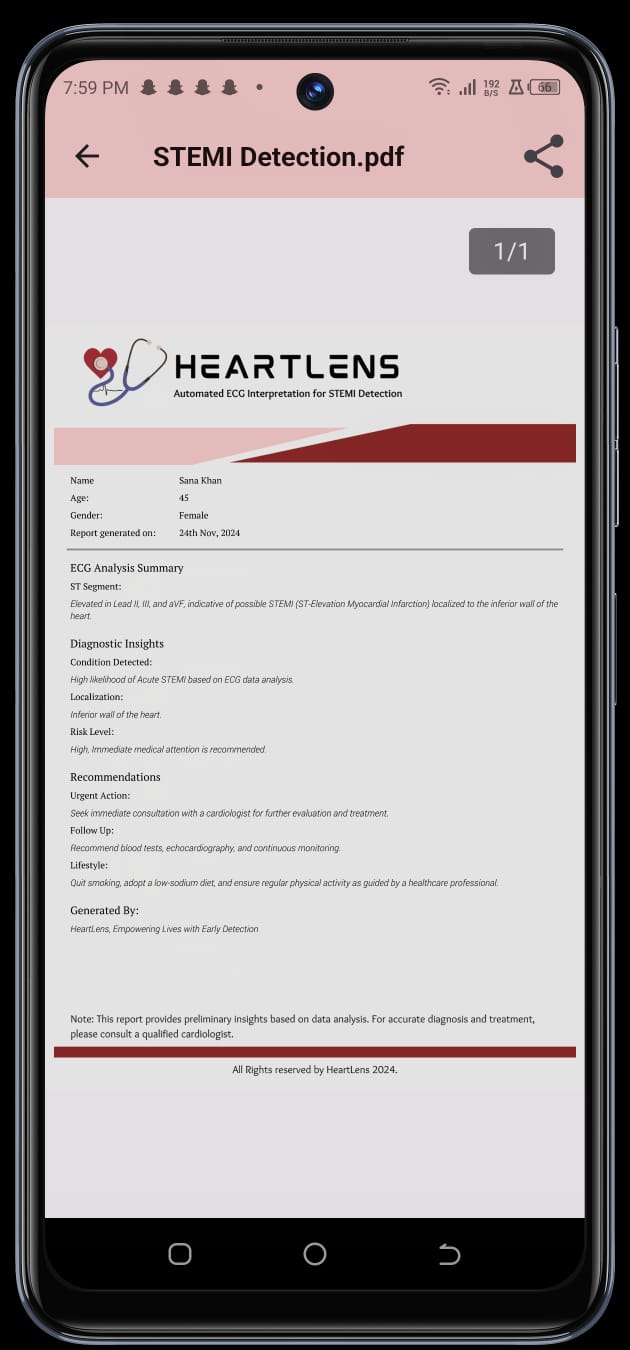 7:59 PM
192
B/S
66
STEMI Detection.pdf
1/1
HEARTLENS
Automated ECG Interpretation for STEMI Detection
Name Sana Khan
Age: 45
Gender: Female
Report generated on: 24th Nov, 2024
ECG Analysis Summary
ST Segment:
Elevated in Lead II, III, and aVF, indicative of possible STEMI (ST-Elevation Myocardial Infarction) localized to the inferior wall of the
heart.
Diagnostic Insights
Condition Detected:
High likelihood of Acute STEMI based on ECG data analysis.
Localization:
Inferior wall of the heart.
Risk Level:
High, Immediate medical attention is recommended.
Recommendations
Urgent Action:
Seek immediate consultation with a cardiologist for further evaluation and treatment.
Follow Up:
Recommend blood tests, echocardiography, and continuous monitoring.
Lifestyle:
Quit smoking, adopt a low-sodium diet, and ensure regular physical activity as guided by a healthcare professional.
Generated By:
HeartLens, Empowering Lives with Early Detection
Note: This report provides preliminary insights based on data analysis. For accurate diagnosis and treatment,
please consult a qualified cardiologist.
All Rights reserved by HeartLens 2024.